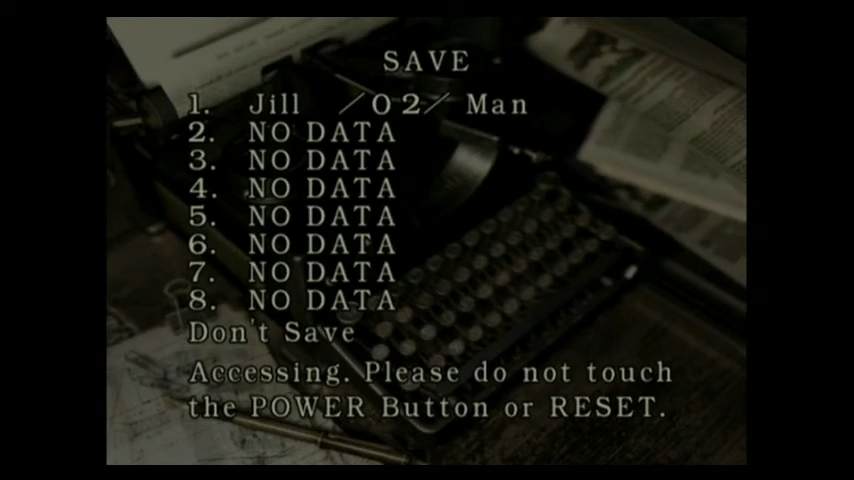 SAVE
1. Jill /02/ Man
2. NO DATA
3. NO DATA
4. NO DATA
5. NO DATA
6. NO DATA
7. NO DATA
8. NO DATA
Don't Save
Accessing. Please do not touch
the POWER Button or RESET.